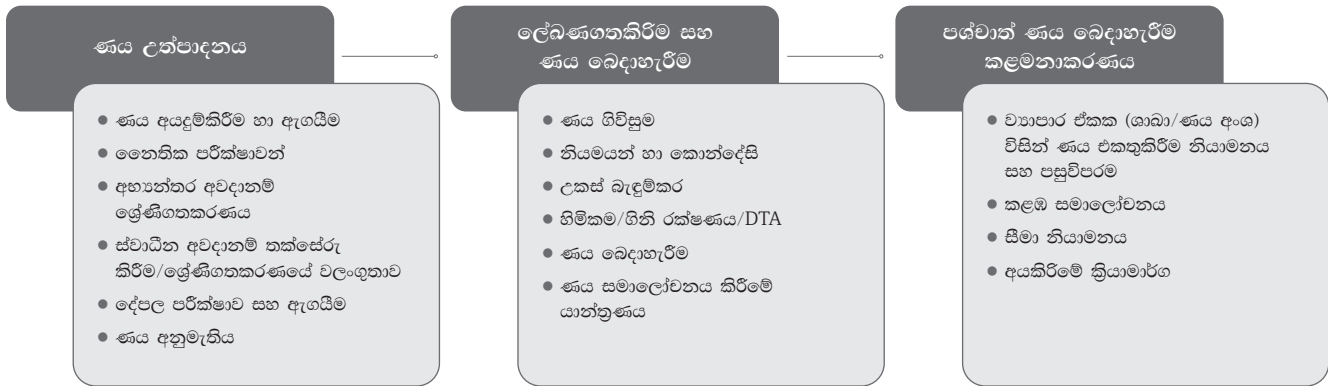 ණය උත්පාදනය
ණය අයදුම්කිරීම හා ඇගයීම
නෛතික පරීක්ෂාවන්
අභ්‍යන්තර අවදානම්
ශ්‍රේණිගතකරණය
ස්වාධීන අවදානම් තක්සේරු
කිරීම/ශ්‍රේණිගතකරණයේ වලංගුතාව
දේපල පරීක්ෂාව සහ ඇගයීම
ණය අනුමැතිය
ලේඛණගතකිරිම සහ
ණය බෙදාහැරීම
ණය ගිවිසුම
නියමයන් හා කොන්දේසි
උකස් බැඳුම්කර
හිමිකම/ගිනි රක්ෂණය/DTA
ණය බෙදාහැරීම
ණය සමාලෝචනය කිරීමේ
යාන්ත්‍රණය
පශ්චාත් ණය බෙදාහැරීම
කළමනාකරණය
ව්‍යාපාර ඒකක (ශාඛා/ණය අංශ)
විසින් ණය එකතුකිරීම නියාමනය
සහ පසුවිපරම
කළඹ සමාලෝචනය
සීමා නියාමනය
අයකිරිමේ ක්‍රියාමාර්ග